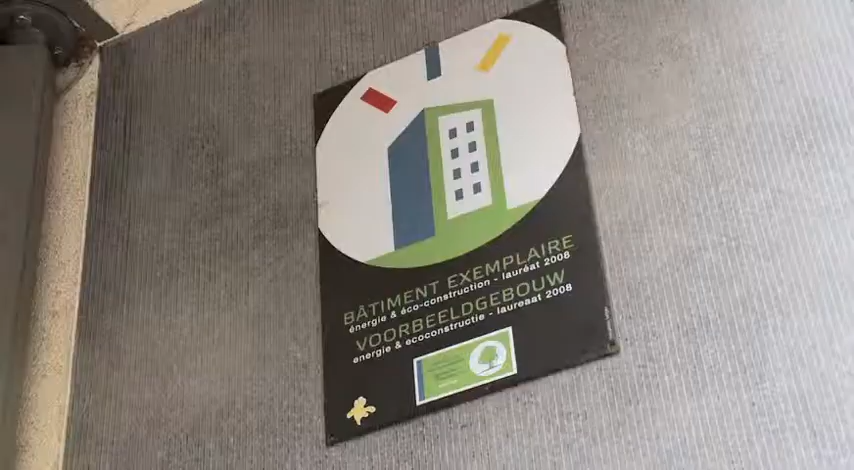 BÂTIMENT EXEMPLAIRE
énergie & éco-construction - lauréat 2008
VOORBEELDGEBOUW
energie & ecoconstructie - laureaat 2008